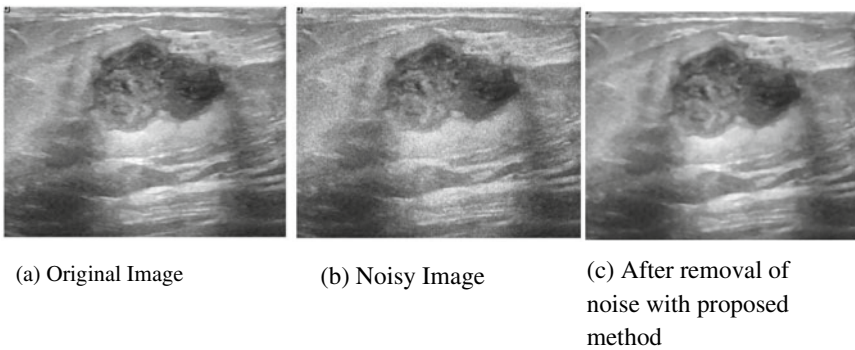 (a) Original Image
(b) Noisy Image
(c) After removal of
noise with proposed
method